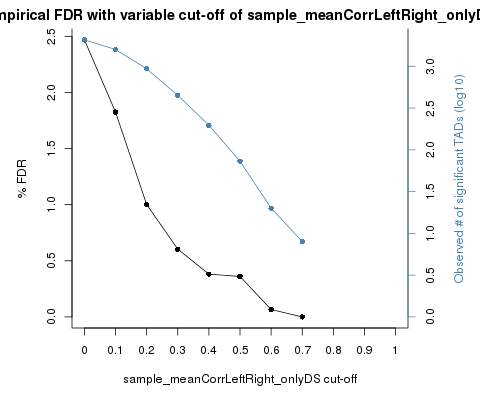 mpirical FDR with variable cut-off of sample_meanCorrLeftRight_onlyD
% FDR
0.0
0.5
1.0
1.5
2.0
2.5
Observed # of significant TADs (log10)
0.0
0.5
1.0
1.5
2.0
2.5
3.0
0 0.1 0.2 0.3 0.4 0.5 0.6 0.7 0.8 0.9 1
sample_meanCorrLeftRight_onlyDS cut-off